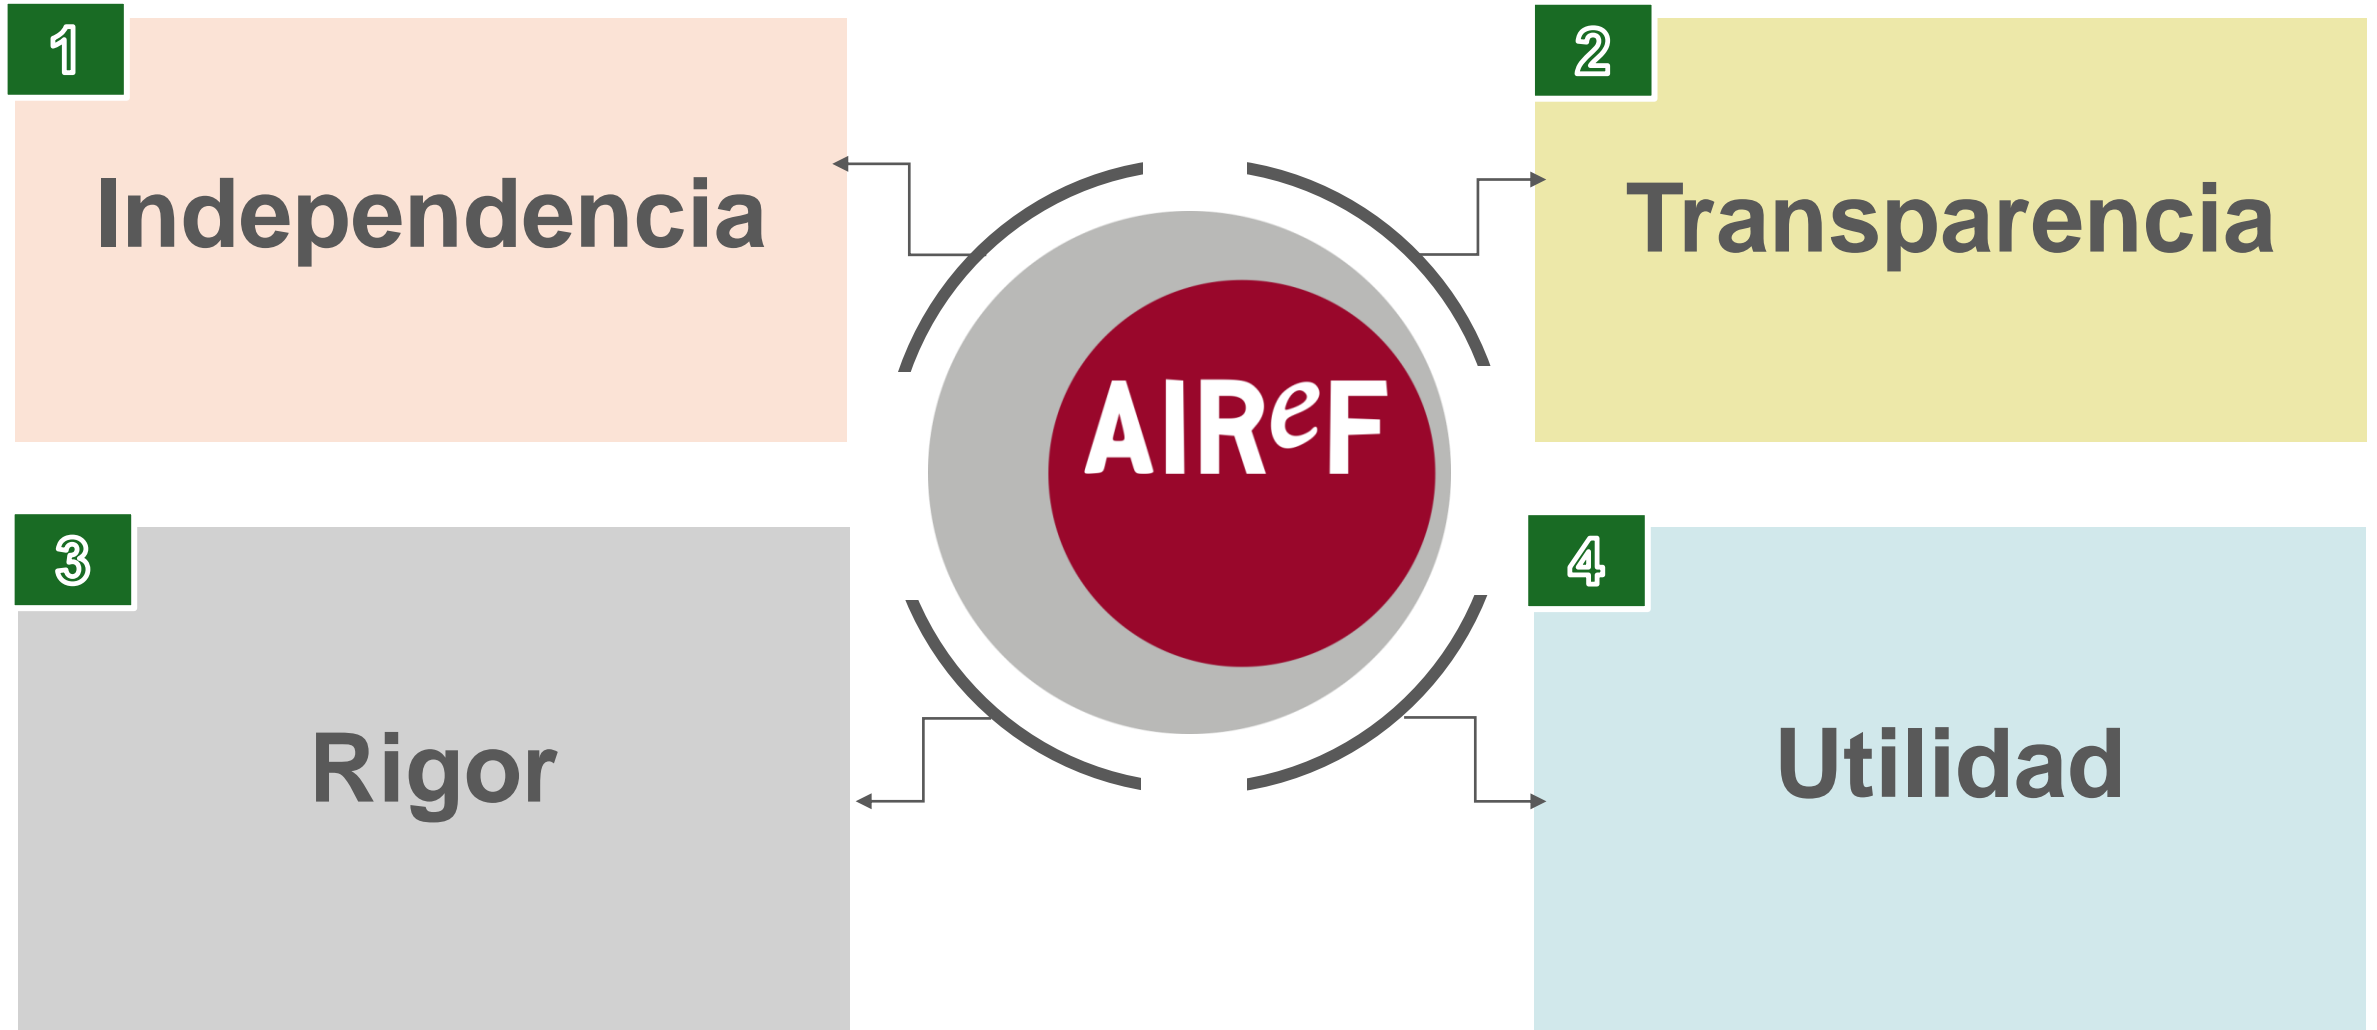 1
Independencia
2
Transparencia
AIReF
3
Rigor
4
Utilidad